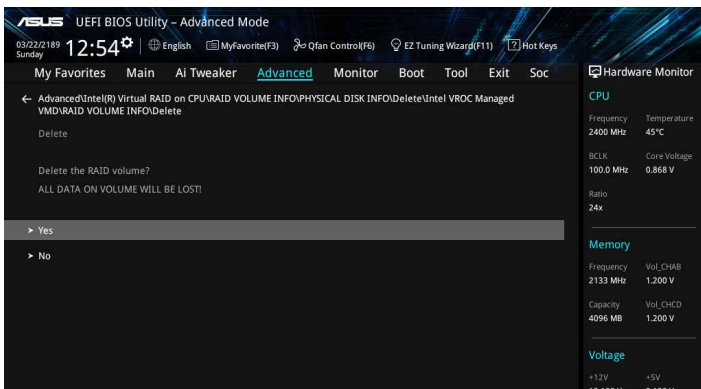 ASUS UEFI BIOS Utility – Advanced Mode
03/22/2189 Sunday 12:54 English MyFavorite(F3) Qfan Control(F6) EZ Tuning Wizard(F11) ? Hot Keys
My Favorites Main Ai Tweaker Advanced Monitor Boot Tool Exit Soc
Advanced\Intel(R) Virtual RAID on CPU\RAID VOLUME INFO\PHYSICAL DISK INFO\Delete\Intel VROC Managed
VMD\RAID VOLUME INFO\Delete
Delete
Delete the RAID volume?
ALL DATA ON VOLUME WILL BE LOST!
Yes
No
Hardware Monitor
CPU
Frequency Temperature
2400 MHz 45°C
BCLK Core Voltage
100.0 MHz 0.868 V
Ratio
24x
Memory
Frequency Vol_CHAB
2133 MHz 1.200 V
Capacity Vol_CHCD
4096 MB 1.200 V
Voltage
+12V +5V